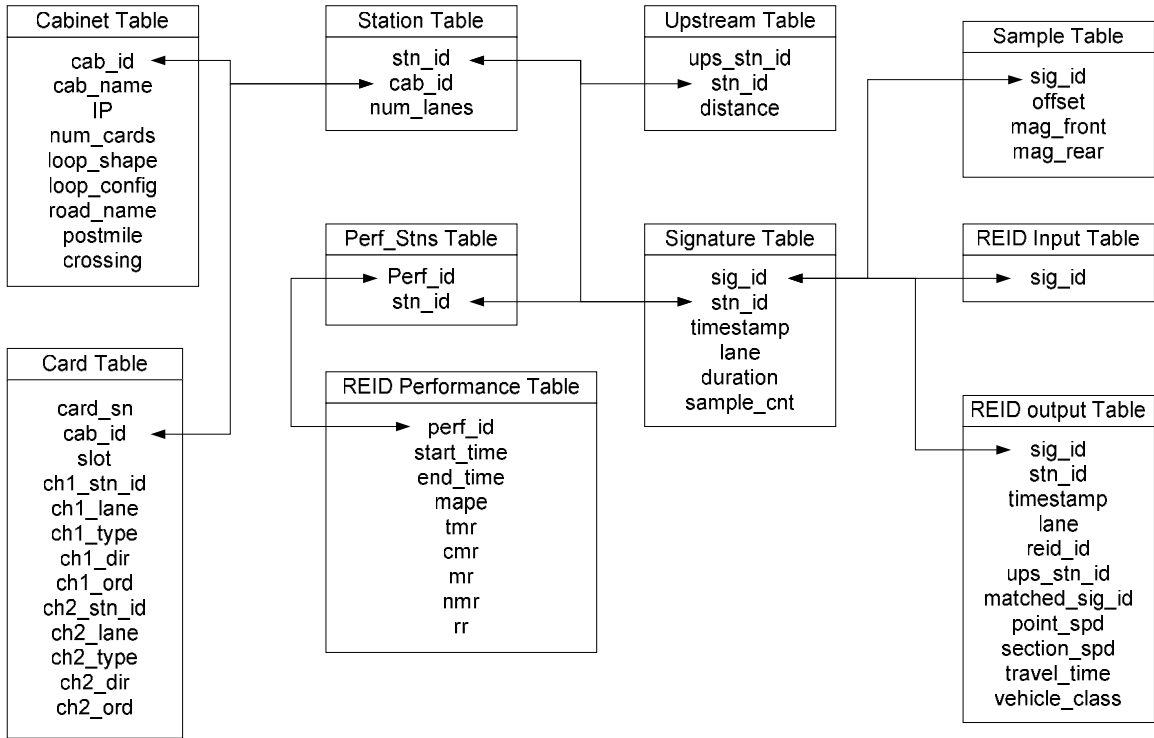 Cabinet Table
cab_id
cab_name
IP
num_cards
loop_shape
loop_config
road_name
postmile
crossing
Station Table
stn_id
cab_id
num_lanes
Upstream Table
ups_stn_id
stn_id
distance
Sample Table
sig_id
offset
mag_front
mag_rear
Perf_Stns Table
Perf_id
stn_id
Signature Table
sig_id
stn_id
timestamp
lane
duration
sample_cnt
REID Input Table
sig_id
Card Table
card_sn
cab_id
slot
ch1_stn_id
ch1_lane
ch1_type
ch1_dir
ch1_ord
ch2_stn_id
ch2_lane
ch2_type
ch2_dir
ch2_ord
REID Performance Table
perf_id
start_time
end_time
mape
tmr
cmr
mr
nmr
rr
REID output Table
sig_id
stn_id
timestamp
lane
reid_id
ups_stn_id
matched_sig_id
point_spd
section_spd
travel_time
vehicle_class